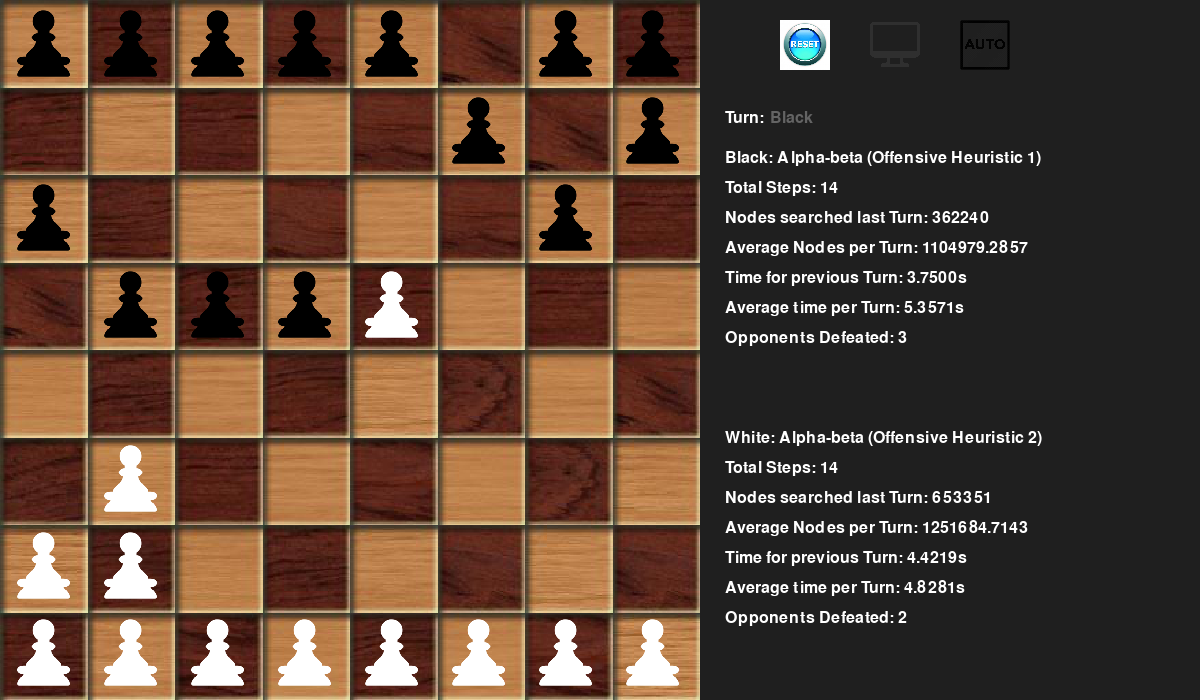 RESET
AUTO
Turn: Black
Black: Alpha-beta (Offensive Heuristic 1)
Total Steps: 14
Nodes searched last Turn: 362240
Average Nodes per Turn: 1104979.2857
Time for previous Turn: 3.7500s
Average time per Turn: 5.3571s
Opponents Defeated: 3
White: Alpha-beta (Offensive Heuristic 2)
Total Steps: 14
Nodes searched last Turn: 653351
Average Nodes per Turn: 1251684.7143
Time for previous Turn: 4.4219s
Average time per Turn: 4.8281s
Opponents Defeated: 2